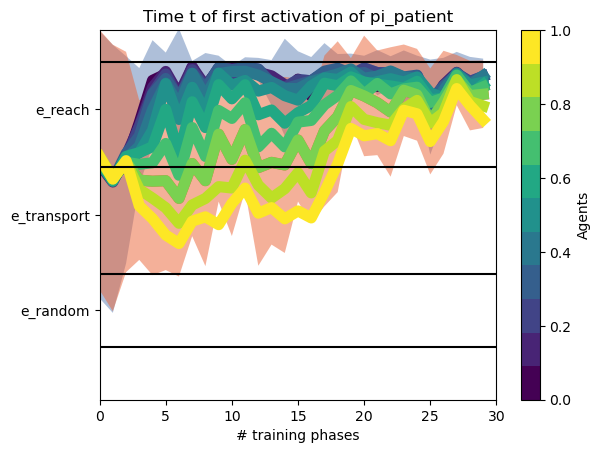 Time t of first activation of pi_patient
e_reach
e_transport
e_random
0
5
10
15
20
25
30
# training phases
1.0
0.8
0.6
0.4
0.2
0.0
Agents